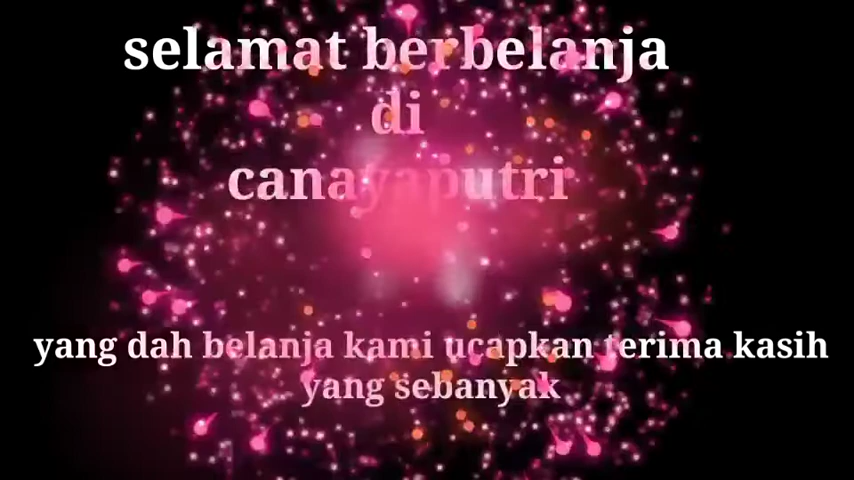 selamat berbelanja
di
canayaputri
yang dah belanja kami ucapkan terima kasih
yang sebanyak